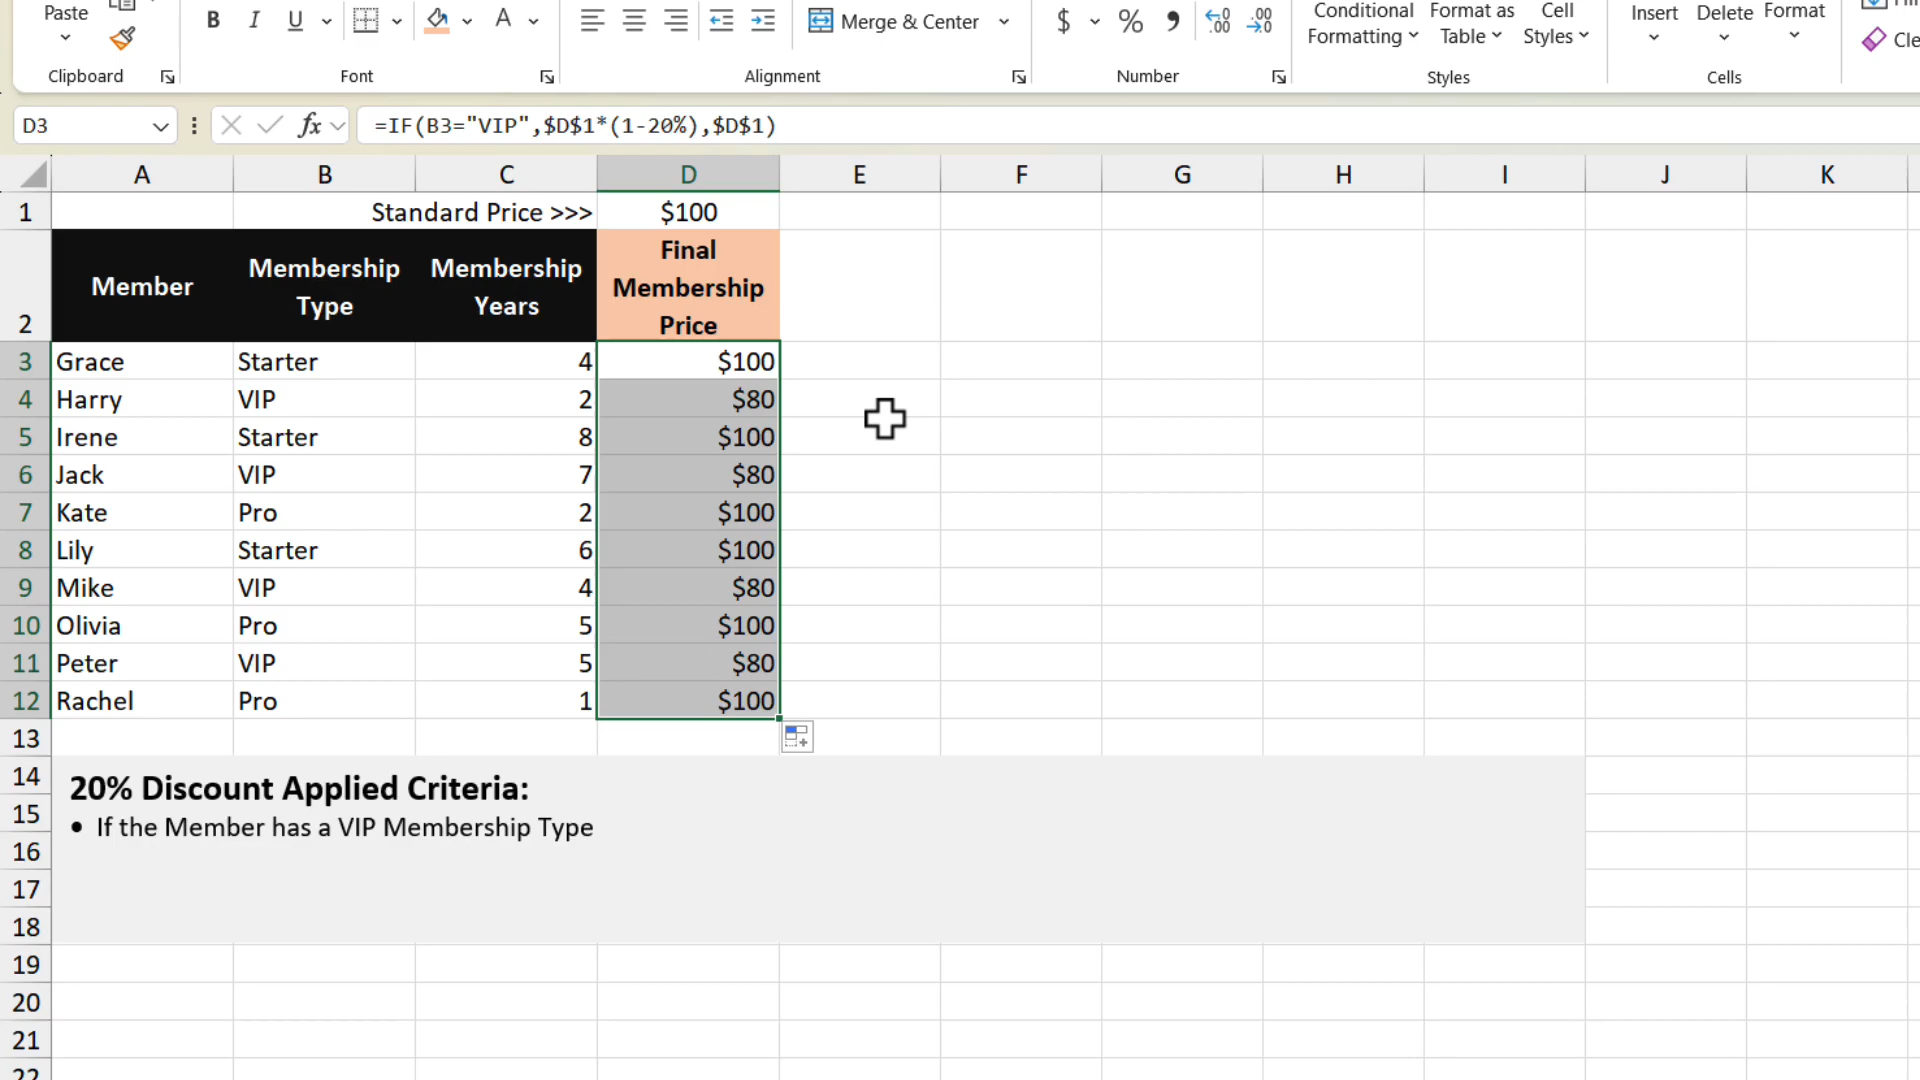 Paste
B I U A
Merge & Center
$ % 9 .00 .00
Conditional Formatting
Format as Table
Cell Styles
Insert Delete Format
Clipboard Font Alignment Number Styles Cells
D3 fx =IF(B3="VIP",$D$1*(1-20%),$D$1)
A B C D E F G H I J K
1 Standard Price >>> $100
2 Member Membership Type Membership Years Final Membership Price
3 Grace Starter 4 $100
4 Harry VIP 2 $80
5 Irene Starter 8 $100
6 Jack VIP 7 $80
7 Kate Pro 2 $100
8 Lily Starter 6 $100
9 Mike VIP 4 $80
10 Olivia Pro 5 $100
11 Peter VIP 5 $80
12 Rachel Pro 1 $100
13
14 20% Discount Applied Criteria:
15 • If the Member has a VIP Membership Type
16
17
18
19
20
21
22